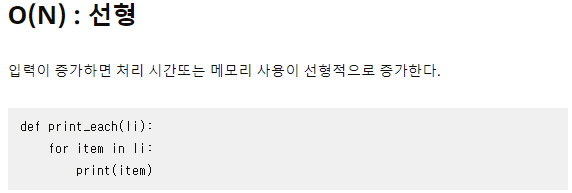 O(N) : 선형
입력이 증가하면 처리 시간또는 메모리 사용이 선형적으로 증가한다.
def print_each(li):
    for item in li:
        print(item)